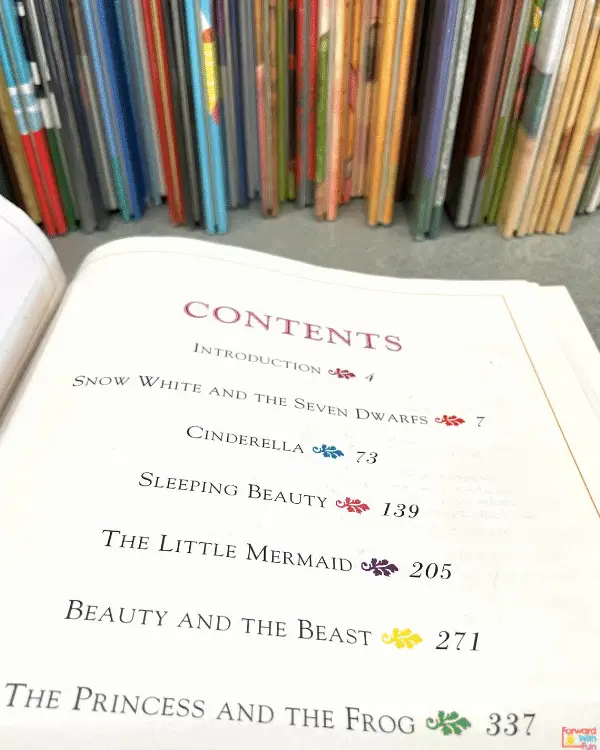 CONTENTS
INTRODUCTION 4
SNOW WHITE AND THE SEVEN DWARFS 7
CINDERELLA 73
SLEEPING BEAUTY 139
THE LITTLE MERMAID 205
BEAUTY AND THE BEAST 271
THE PRINCESS AND THE FROG 337
Forward
With
Fun